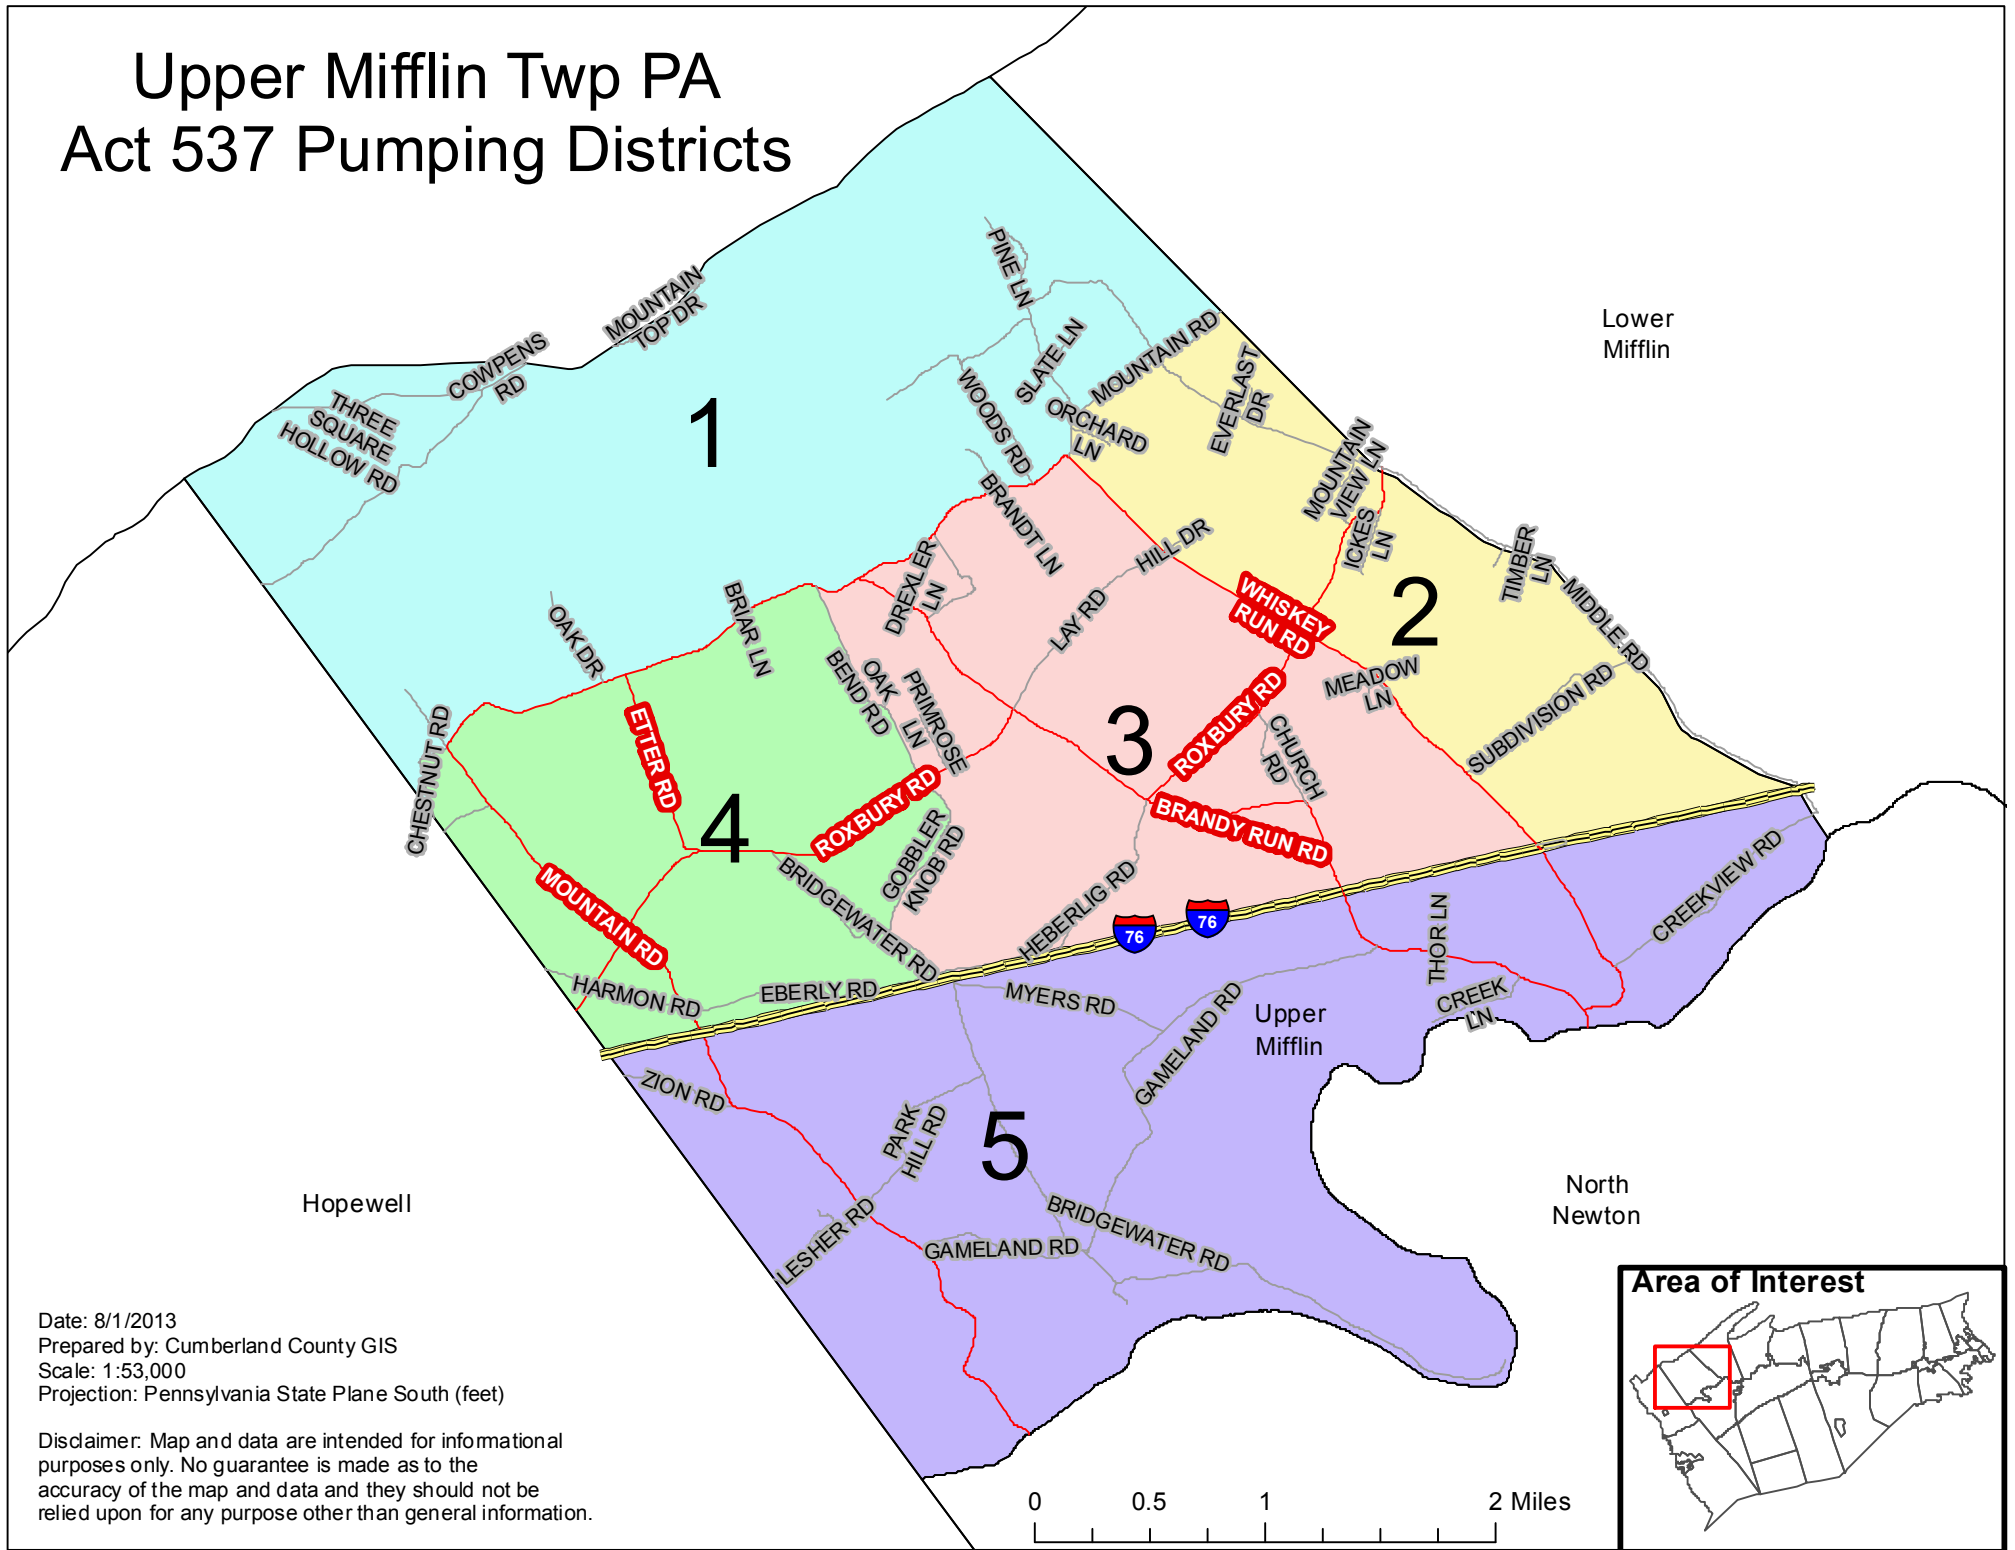 Upper Mifflin Twp PA
Act 537 Pumping Districts
Lower
Mifflin
PINE LN
MOUNTAIN
TOP DR
COWPENS
RD
THREE
SQUARE
HOLLOW RD
SLATE LN
MOUNTAIN RD
WOODS RD
ORCHARD
LN
EVERLAST
DR
1
MOUNTAIN
VIEW LN
ICKES
LN
BRANDT LN
HILL DR
TIMBER
LN
MIDDLE RD
DREXLER
LN
LAY RD
WHISKEY
RUN RD
2
OAK DR
BRIAR LN
BEND RD
OAK
LN
PRIMROSE
MEADOW
LN
SUBDIVISION RD
CHESTNUT RD
ETTER RD
3
ROXBURY RD
CHURCH
RD
4
ROXBURY RD
BRANDY RUN RD
GOBBLER
KNOB RD
BRIDGEWATER RD
HEBERLIG RD
MOUNTAIN RD
76
76
THOR LN
CREEKVIEW RD
HARMON RD
EBERLY RD
MYERS RD
GAMELAND RD
CREEK
LN
Upper
Mifflin
ZION RD
PARK
HILL RD
5
Hopewell
North
Newton
LESHER RD
GAMELAND RD
BRIDGEWATER RD
Area of Interest
Date: 8/1/2013
Prepared by: Cumberland County GIS
Scale: 1:53,000
Projection: Pennsylvania State Plane South (feet)
Disclaimer: Map and data are intended for informational
purposes only. No guarantee is made as to the
accuracy of the map and data and they should not be
relied upon for any purpose other than general information.
0 0.5 1 2 Miles